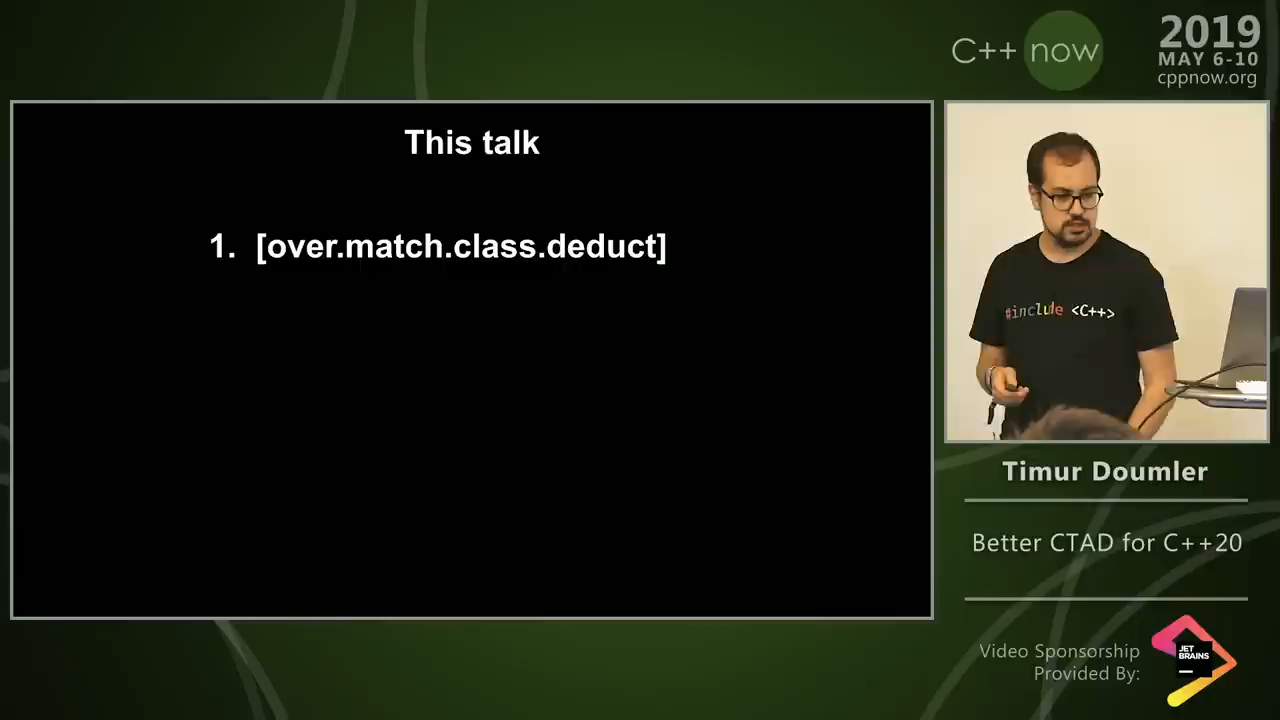 C++ now
2019
MAY 6-10
cppnow.org
This talk
1. [over.match.class.deduct]
#include <C++>
Timur Doumler
Better CTAD for C++20
Video Sponsorship
Provided By:
JET
BRAINS